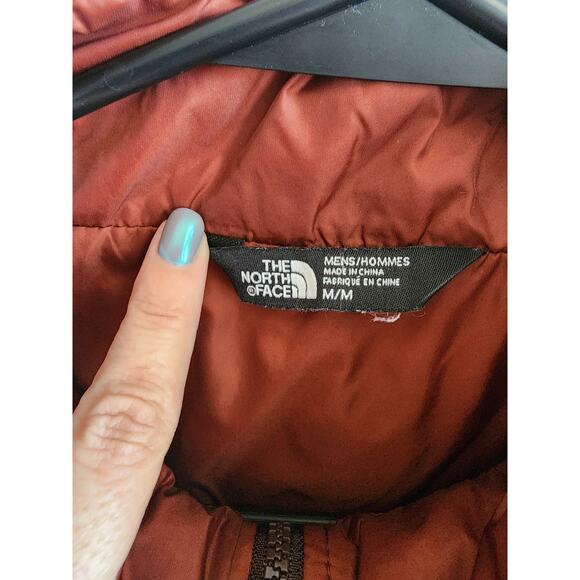 THE
NORTH
®FACE
MENS/HOMMES
MADE IN CHINA
FABRIQUÉ EN CHINE
M/M